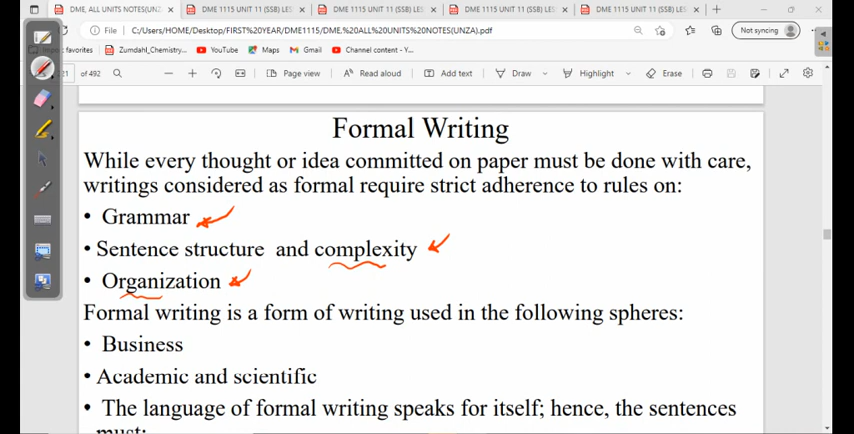 DME, ALL UNITS NOTES(UNZA).
DME 1115 UNIT 11 (SSB) LES
DME 1115 UNIT 11 (SSB) LES
DME 1115 UNIT 11 (SSB) LES
DME 1115 UNIT 11 (SSB) LES
File
C:/Users/HOME/Desktop/FIRST%20YEAR/DME1115/DME.%20ALL%20UNITS%20NOTES(UNZA).pdf
Not syncing
Import favorites
Zumdahl_Chemistry...
YouTube
Maps
Gmail
Channel content - Y...
of 492
Page view
Read aloud
Add text
Draw
Highlight
Erase
Formal Writing
While every thought or idea committed on paper must be done with care,
writings considered as formal require strict adherence to rules on:
• Grammar
• Sentence structure and complexity
• Organization
Formal writing is a form of writing used in the following spheres:
• Business
• Academic and scientific
• The language of formal writing speaks for itself; hence, the sentences
must: